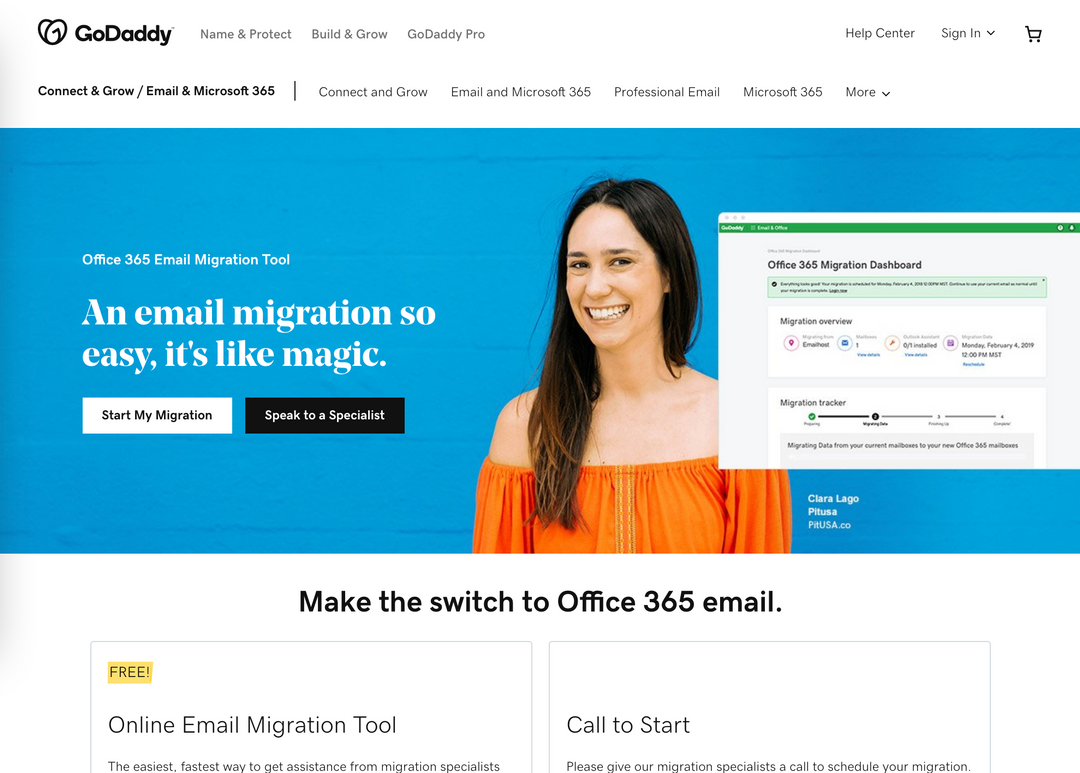 GoDaddy
Name & Protect
Build & Grow
GoDaddy Pro
Help Center
Sign In
Connect & Grow / Email & Microsoft 365
Connect and Grow
Email and Microsoft 365
Professional Email
Microsoft 365
More
Office 365 Email Migration Tool
An email migration so
easy, it's like magic.
Start My Migration
Speak to a Specialist
GoDaddy
Email & Office
Office 365 Migration Dashboard
Office 365 Migration Dashboard
Everything looks good! Your migration is scheduled for Monday, February 4, 2019 12:00PM MST. Continue to use your current email as normal until
your migration is complete. Login now
Migration overview
Migrating from
Emailhost
Mailboxes
1
View details
Outlook Assistant
0/1 installed
View details
Migration Date
Monday, February 4, 2019
12:00 PM MST
Reschedule
Migration tracker
2
3
4
Preparing
Migrating Data
Finishing Up
Complete!
Migrating Data from your current mailboxes to your new Office 365 mailboxes
Clara Lago
Pitusa
PitUSA.co
Make the switch to Office 365 email.
FREE!
Online Email Migration Tool
The easiest, fastest way to get assistance from migration specialists
Call to Start
Please give our migration specialists a call to schedule your migration.